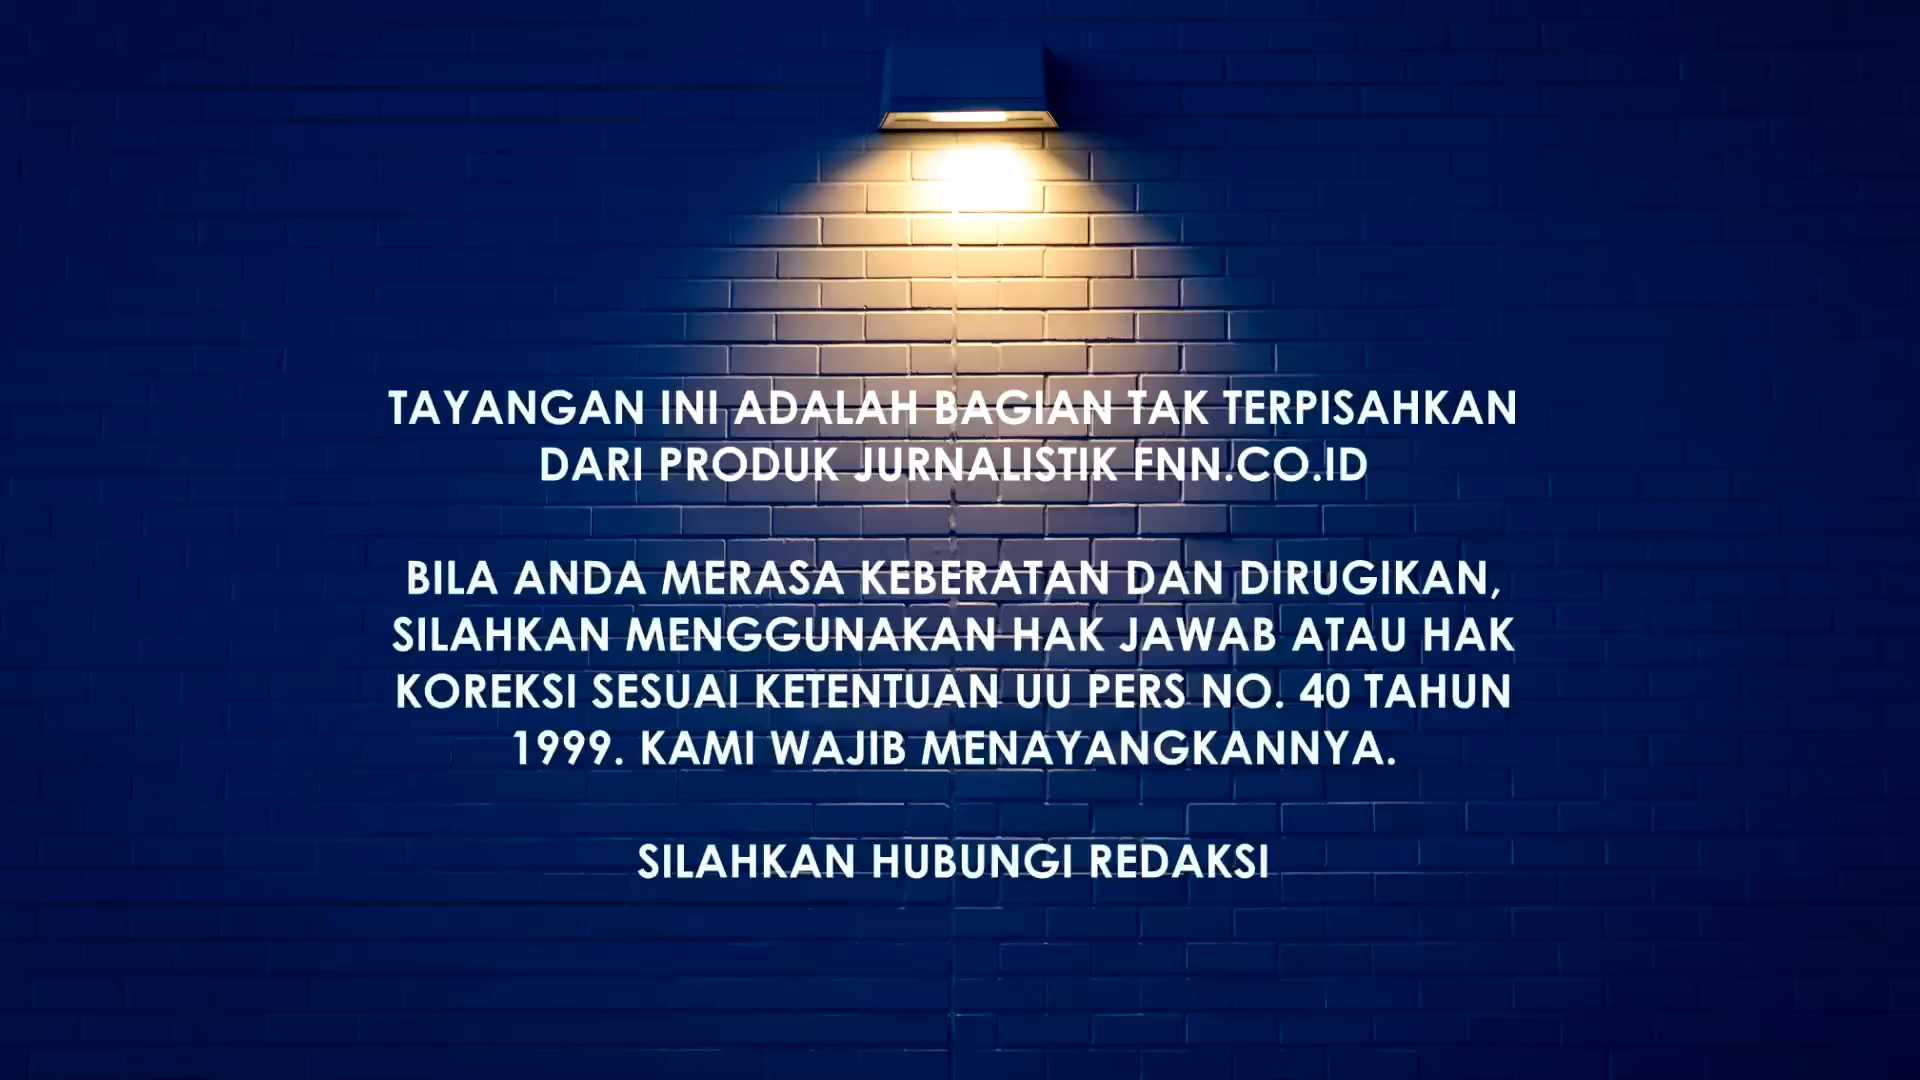 TAYANGAN INI ADALAH BAGIAN TAK TERPISAHKAN
DARI PRODUK JURNALISTIK FNN.CO.ID
BILA ANDA MERASA KEBERATAN DAN DIRUGIKAN,
SILAHKAN MENGGUNAKAN HAK JAWAB ATAU HAK
KOREKSI SESUAI KETENTUAN UU PERS NO. 40 TAHUN
1999. KAMI WAJIB MENAYANGKANNYA.
SILAHKAN HUBUNGI REDAKSI